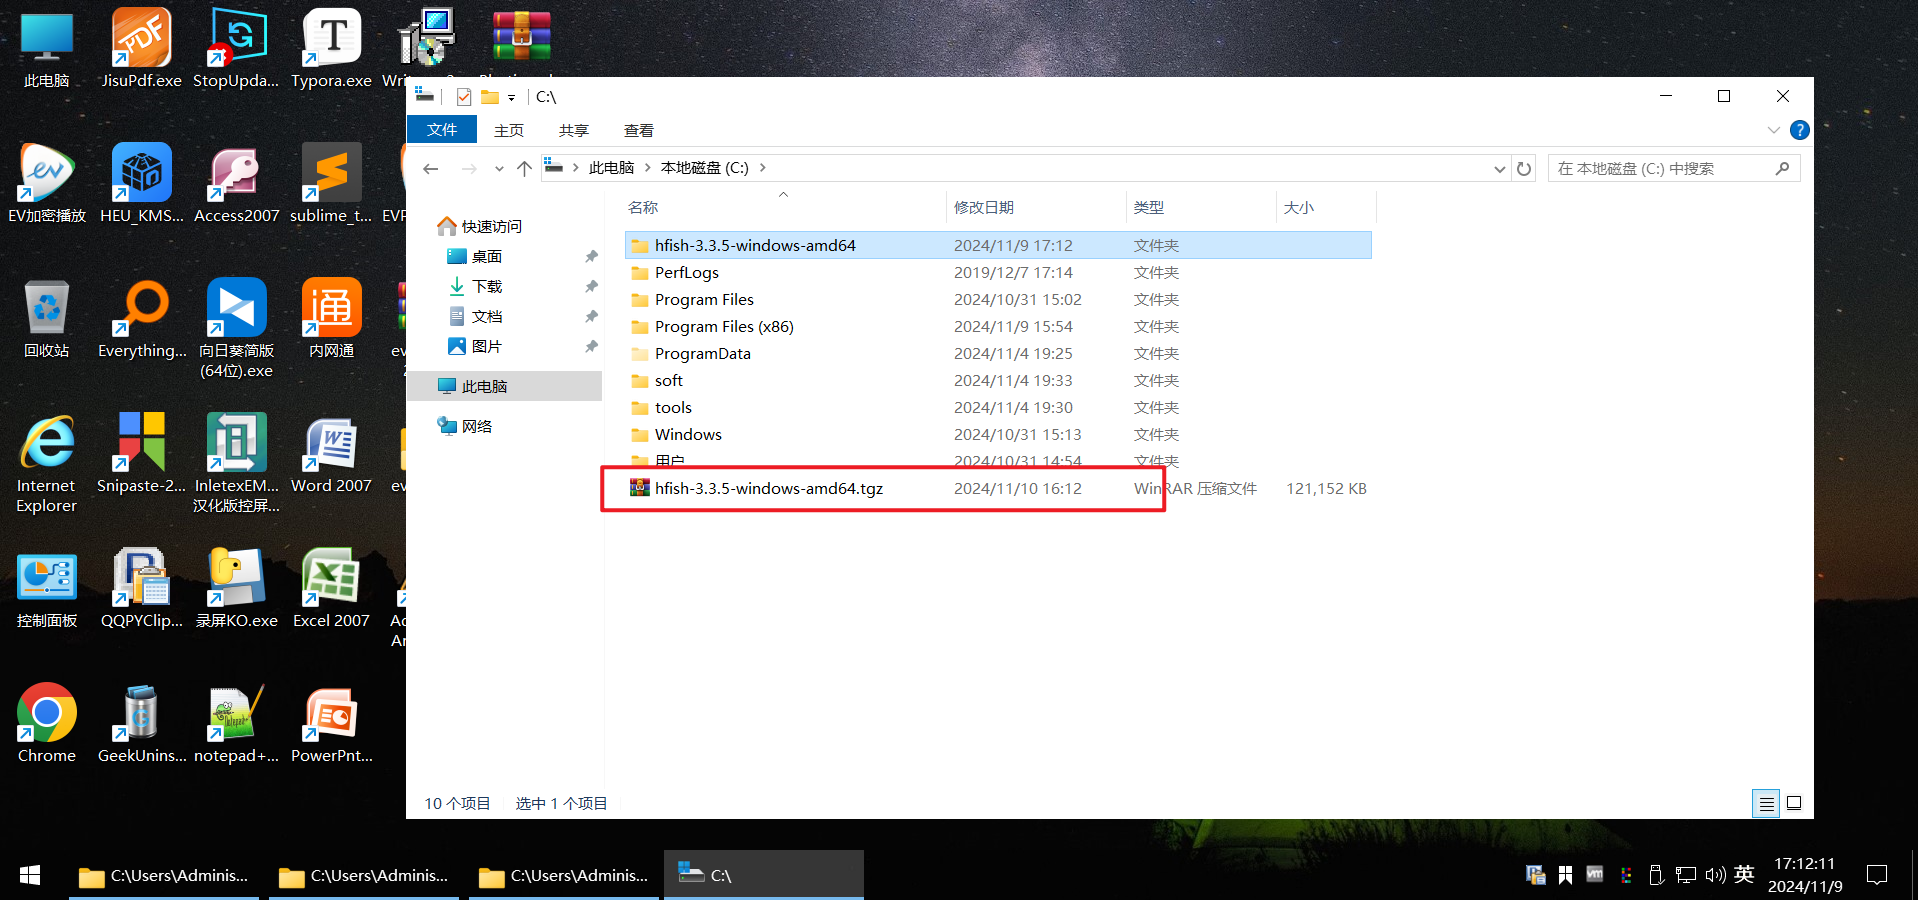 此电脑
JisuPdf.exe
StopUpda...
Typora.exe
EV加密播放
HEU_KMS...
Access2007
sublime_t...
EVP
回收站
Everything...
向日葵简版
(64位).exe
内网通
ev
2
Internet
Explorer
Snipaste-2...
InletexEM...
汉化版控屏...
Word 2007
ev
控制面板
QQPYClip...
录屏KO.exe
Excel 2007
Ac
Ar
Chrome
GeekUnins...
notepad+...
PowerPnt...
C:\
文件 主页 共享 查看
此电脑 本地磁盘 (C:)
在 本地磁盘 (C:) 中搜索
快速访问
桌面
下载
文档
图片
此电脑
网络
名称 修改日期 类型 大小
hfish-3.3.5-windows-amd64 2024/11/9 17:12 文件夹
PerfLogs 2019/12/7 17:14 文件夹
Program Files 2024/10/31 15:02 文件夹
Program Files (x86) 2024/11/9 15:54 文件夹
ProgramData 2024/11/4 19:25 文件夹
soft 2024/11/4 19:33 文件夹
tools 2024/11/4 19:30 文件夹
Windows 2024/10/31 15:13 文件夹
用户 2024/10/31 14:54 文件夹
hfish-3.3.5-windows-amd64.tgz 2024/11/10 16:12 WinRAR 压缩文件 121,152 KB
10 个项目 选中 1 个项目
C:\Users\Adminis...
C:\Users\Adminis...
C:\Users\Adminis...
C:\
英
17:12:11
2024/11/9